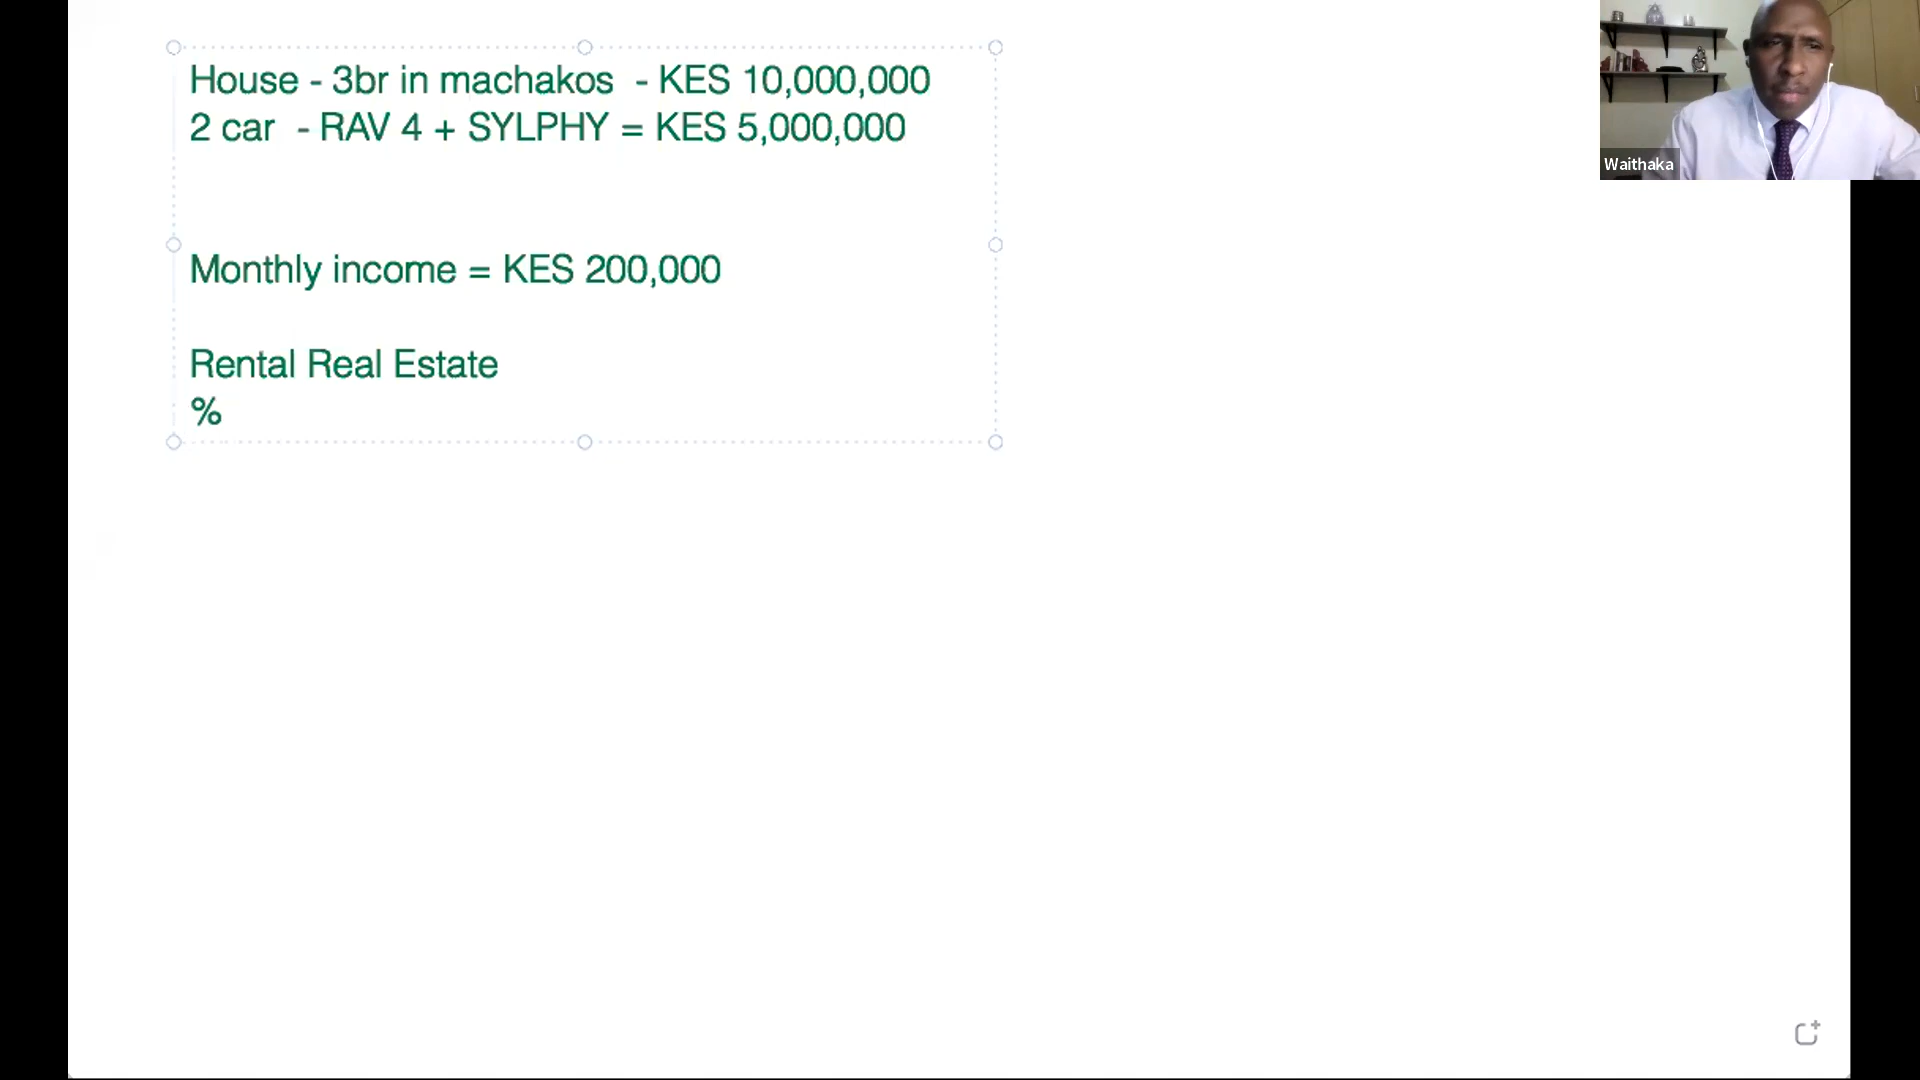 House - 3br in machakos - KES 10,000,000
2 car - RAV 4 + SYLPHY = KES 5,000,000
Monthly income = KES 200,000
Rental Real Estate
%
Waithaka